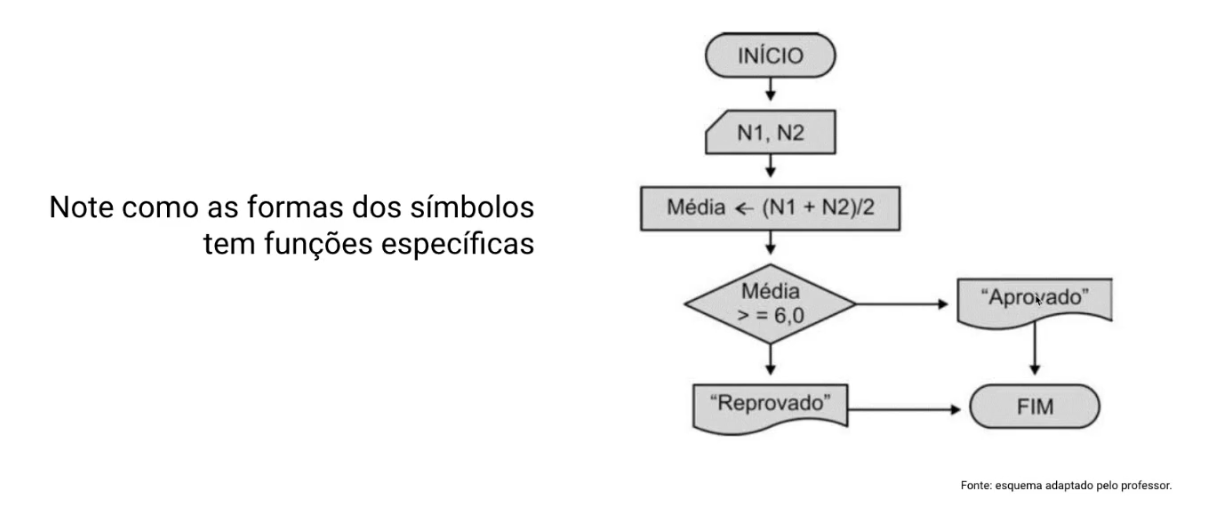 Note como as formas dos símbolos
tem funções específicas
INÍCIO
N1, N2
Média ← (N1 + N2)/2
Média
> = 6,0
“Aprovado”
“Reprovado”
FIM
Fonte: esquema adaptado pelo professor.